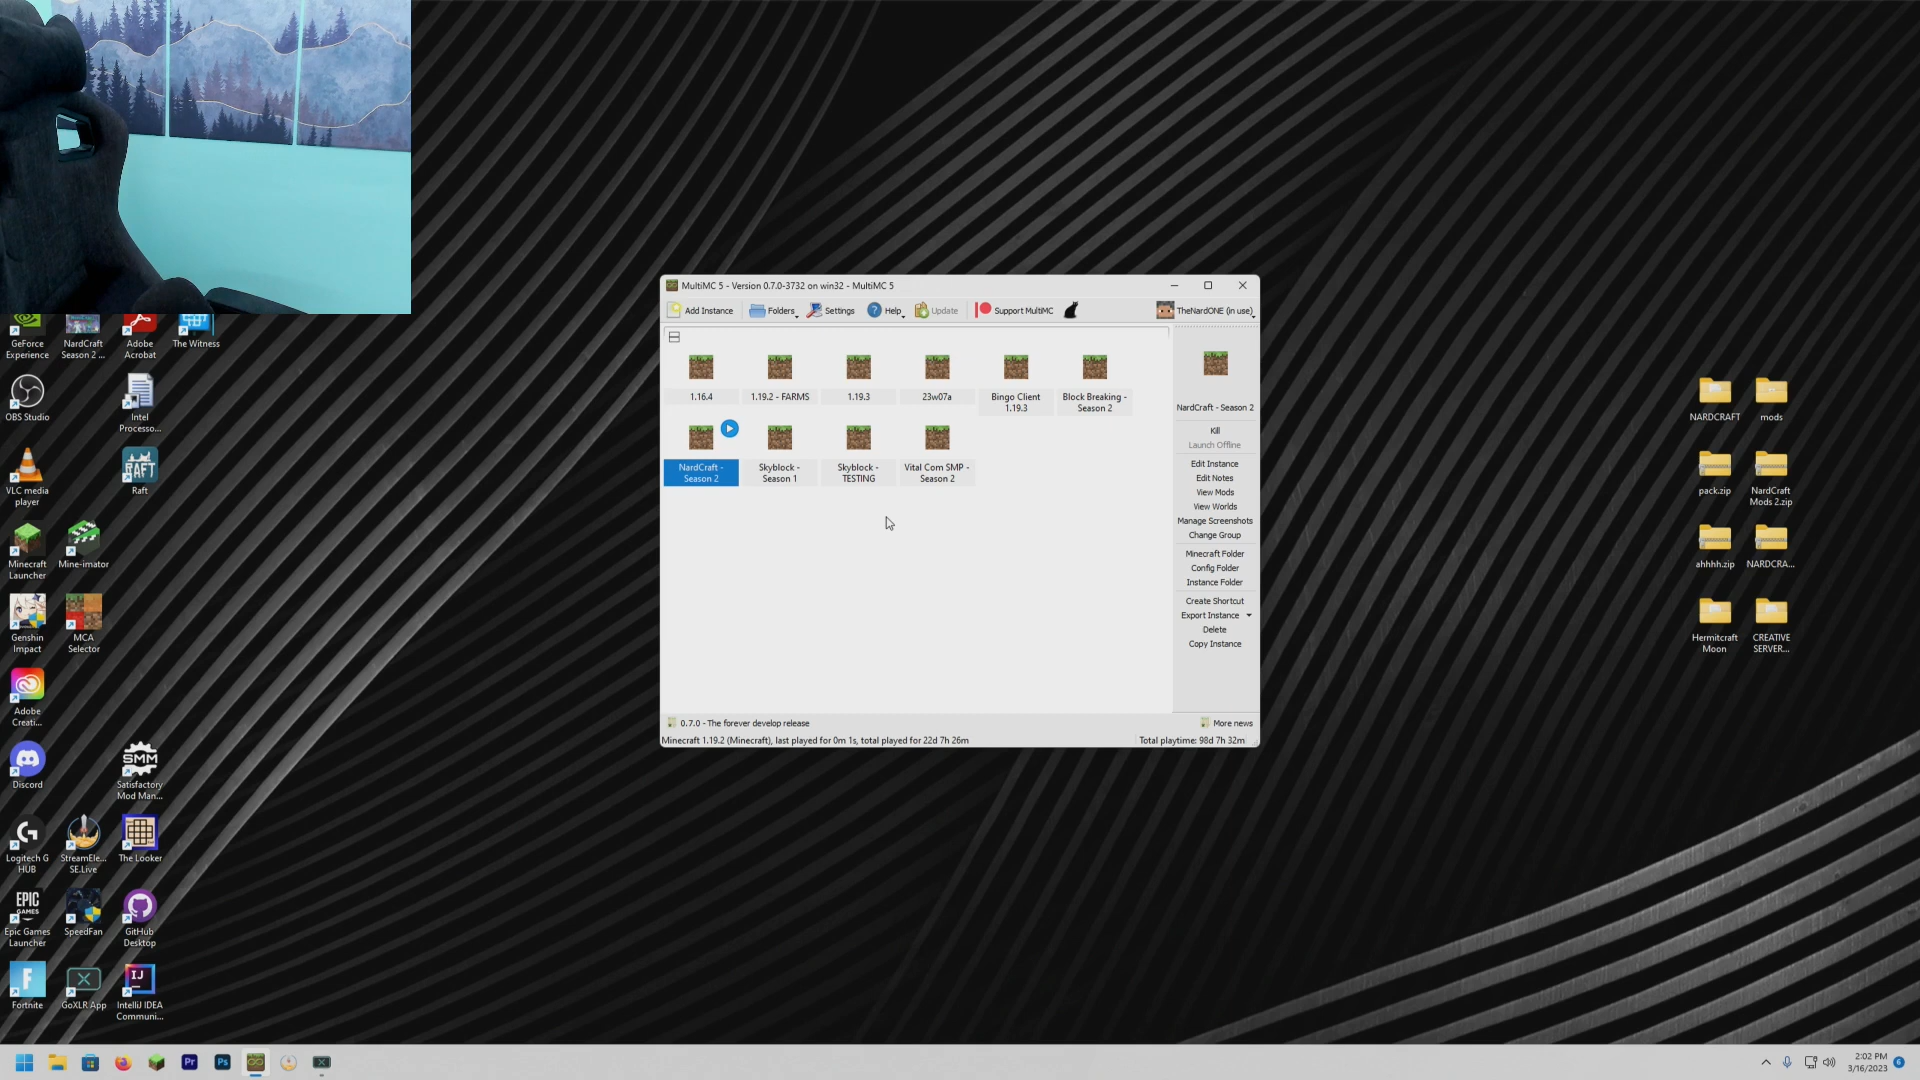 MultiMC 5 - Version 0.7.0-3732 on win32 - MultiMC 5
Add Instance
Folders
Settings
Help
Update
Support MultiMC
TheNardONE (in use)
1.16.4
1.19.2 - FARMS
1.19.3
23w07a
Bingo Client
1.19.3
Block Breaking -
Season 2
NardCraft -
Season 2
Skyblock -
Season 1
Skyblock -
TESTING
Vital Com SMP -
Season 2
NardCraft - Season 2
Kill
Launch Offline
Edit Instance
Edit Notes
View Mods
View Worlds
Manage Screenshots
Change Group
Minecraft Folder
Config Folder
Instance Folder
Create Shortcut
Export Instance
Delete
Copy Instance
0.7.0 - The forever develop release
More news
Minecraft 1.19.2 (Minecraft), last played for 0m 1s, total played for 22d 7h 26m
Total playtime: 98d 7h 32m
GeForce
Experience
NardCraft
Season 2 ...
Adobe
Acrobat
The Witness
OBS Studio
Intel
Processo...
VLC media
player
RAFT
Raft
Minecraft
Launcher
Mine-imator
Genshin
Impact
MCA
Selector
Adobe
Creati...
Discord
SMM
Satisfactory
Mod Man...
Logitech G
HUB
StreamEle...
SE.Live
The Looker
EPIC
GAMES
Epic Games
Launcher
SpeedFan
GitHub
Desktop
F
Fortnite
X
GoXLR App
IJ
IntelliJ IDEA
Communi...
NARDCRAFT
mods
pack.zip
NardCraft
Mods 2.zip
ahhhh.zip
NARDCRA...
Hermitcraft
Moon
CREATIVE
SERVER...
Pr
Ps
2:02 PM
3/16/2023
6